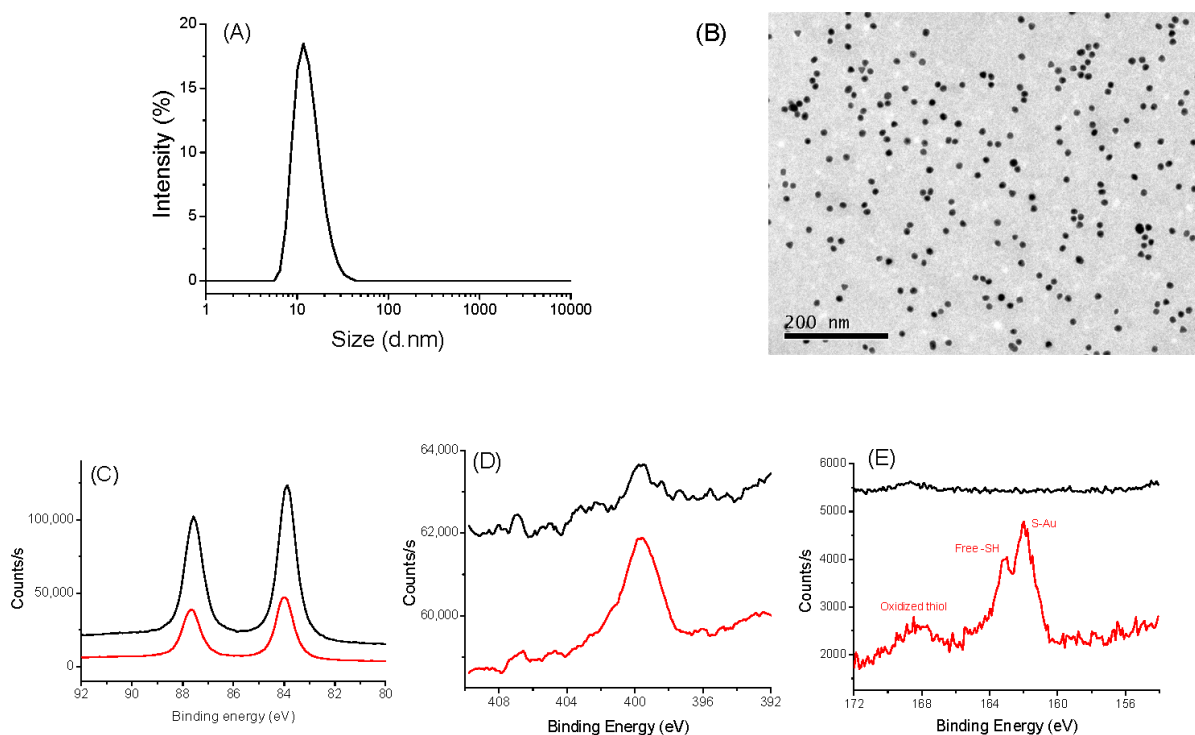 (A)
20
15
10
5
0
Intensity (%)
1 10 100 1000 10000
Size (d.nm)
(B)
200 nm
(C)
100,000
50,000
0
Counts/s
92 90 88 86 84 82 80
Binding energy (eV)
(D)
64,000
62,000
60,000
Counts/s
408 404 400 396 392
Binding Energy (eV)
(E)
6000
5000
4000
3000
2000
Counts/s
S-Au
Free -SH
Oxidized thiol
172 168 164 160 156
Binding Energy (eV)